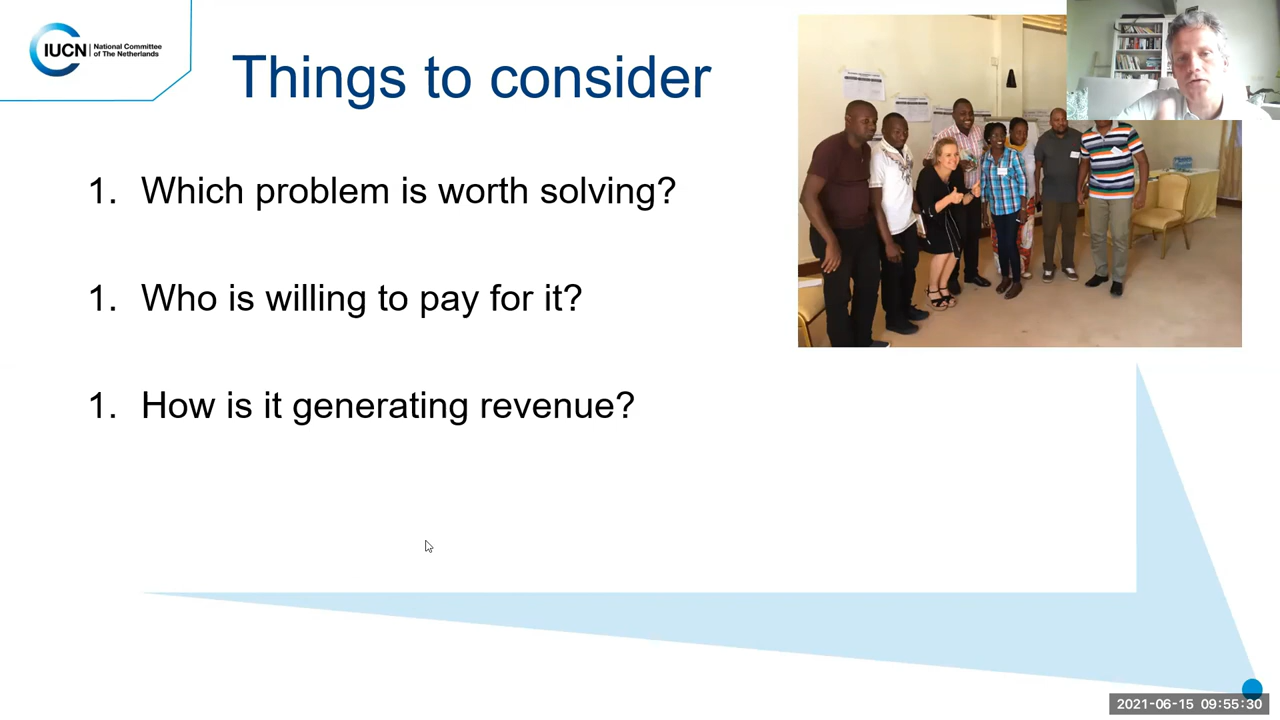 IUCN
National Committee
of The Netherlands
Things to consider
1. Which problem is worth solving?
1. Who is willing to pay for it?
1. How is it generating revenue?
2021-06-15 09:55:30